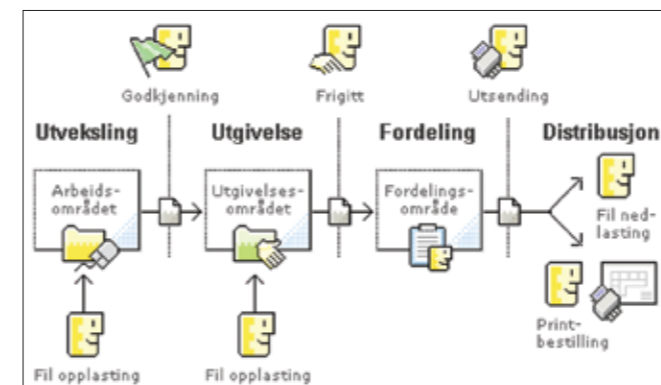 Godkjenning
Frigitt
Utsending
Utveksling
Utgivelse
Fordeling
Distribusjon
Arbeids-
området
Utgivelses-
området
Fordelings-
område
Fil ned-
lasting
Print-
bestilling
Fil opplasting
Fil opplasting